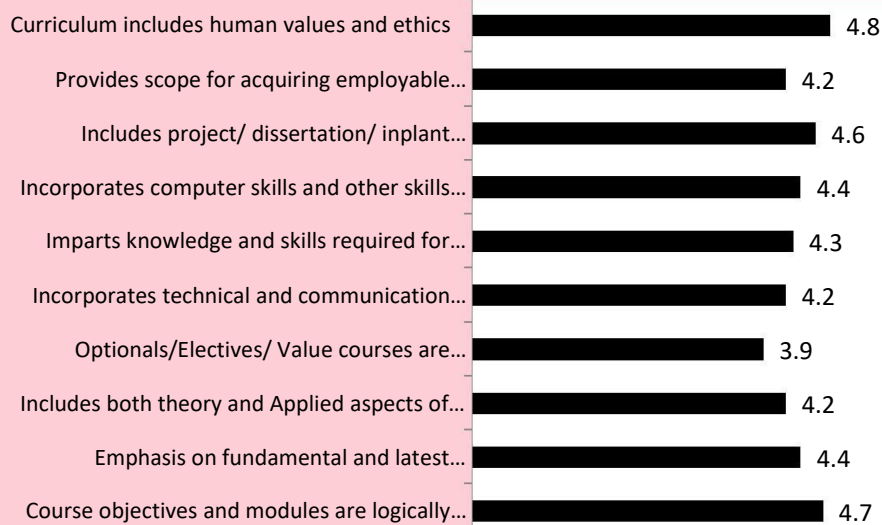 Curriculum includes human values and ethics 4.8
Provides scope for acquiring employable… 4.2
Includes project/ dissertation/ inplant… 4.6
Incorporates computer skills and other skills… 4.4
Imparts knowledge and skills required for… 4.3
Incorporates technical and communication… 4.2
Optionals/Electives/ Value courses are… 3.9
Includes both theory and Applied aspects of… 4.2
Emphasis on fundamental and latest… 4.4
Course objectives and modules are logically… 4.7